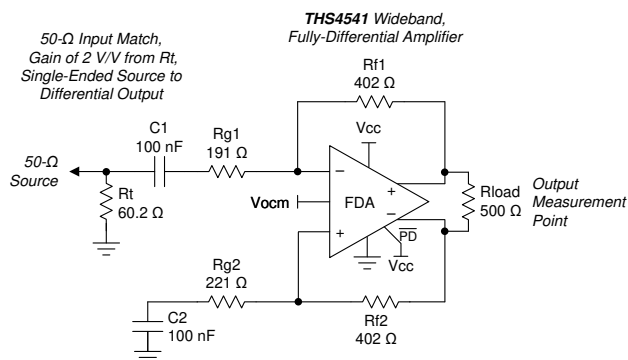 THS4541 Wideband,
Fully-Differential Amplifier
50-Ω Input Match,
Gain of 2 V/V from Rt,
Single-Ended Source to
Differential Output
Rf1
402 Ω
C1
100 nF
Rg1
191 Ω
Vcc
50-Ω
Source
Rt
60.2 Ω
Vocm
−
+
FDA
+
−
PD
Vcc
Rload
500 Ω
Output
Measurement
Point
Rg2
221 Ω
C2
100 nF
Rf2
402 Ω